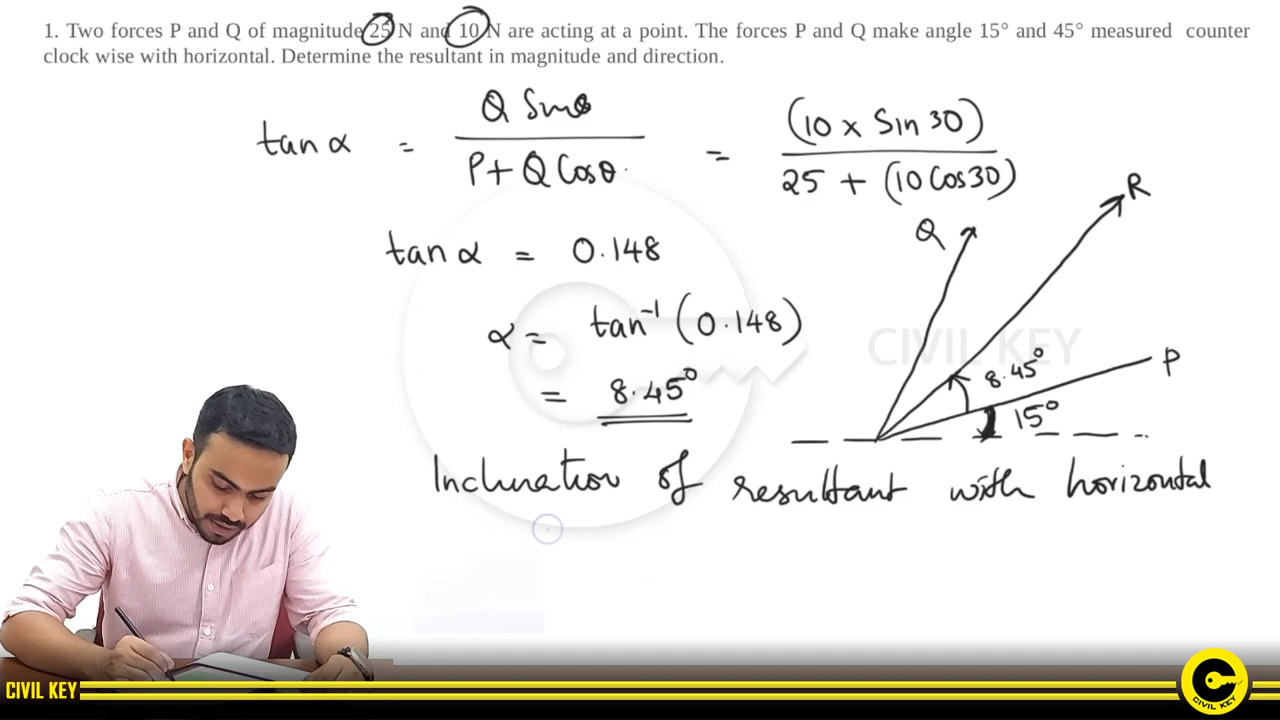 1. Two forces P and Q of magnitude 25 N and 10 N are acting at a point. The forces P and Q make angle 15° and 45° measured counter
clock wise with horizontal. Determine the resultant in magnitude and direction.
tan α = Q Sinθ / P + Q Cosθ = (10 x Sin 30) / 25 + (10 Cos 30)
tan α = 0.148
α = tan⁻¹ (0.148)
= 8.45°
R
Q
P
8.45°
15°
CIVIL KEY
Inclination of resultant with horizontal
CIVIL KEY
CIVIL KEY